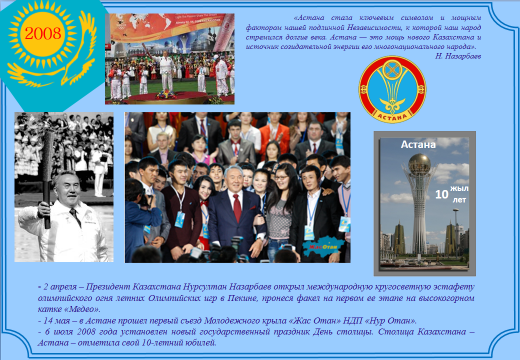 2008
«Астана стала ключевым символом и мощным
фактором нашей подлинной Независимости, к которой наш народ
стремился долгие века. Астана — это мощь нового Казахстана и
источник созидательной энергии его многонационального народа».
Н. Назарбаев
АСТАНА
Астана
10 жыл
лет
Жас Отан
- 2 апреля – Президент Казахстана Нурсултан Назарбаев открыл международную кругосветную эстафету
олимпийского огня летних Олимпийских игр в Пекине, пронеся факел на первом ее этапе на высокогорном
катке «Медео».
- 14 мая – в Астане прошел первый съезд Молодежного крыла «Жас Отан» НДП «Нур Отан».
- 6 июля 2008 года установлен новый государственный праздник День столицы. Столица Казахстана –
Астана – отметила свой 10-летний юбилей.